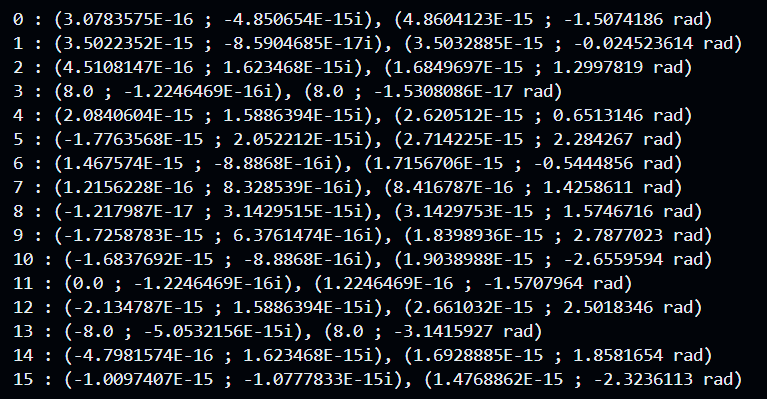 0 : (3.0783575E-16 ; -4.850654E-15i), (4.8604123E-15 ; -1.5074186 rad)
1 : (3.5022352E-15 ; -8.5904685E-17i), (3.5032885E-15 ; -0.024523614 rad)
2 : (4.5108147E-16 ; 1.623468E-15i), (1.6849697E-15 ; 1.2997819 rad)
3 : (8.0 ; -1.2246469E-16i), (8.0 ; -1.5308086E-17 rad)
4 : (2.0840604E-15 ; 1.5886394E-15i), (2.620512E-15 ; 0.6513146 rad)
5 : (-1.7763568E-15 ; 2.052212E-15i), (2.714225E-15 ; 2.284267 rad)
6 : (1.467574E-15 ; -8.8868E-16i), (1.7156706E-15 ; -0.5444856 rad)
7 : (1.2156228E-16 ; 8.328539E-16i), (8.416787E-16 ; 1.4258611 rad)
8 : (-1.217987E-17 ; 3.1429515E-15i), (3.1429753E-15 ; 1.5746716 rad)
9 : (-1.7258783E-15 ; 6.3761474E-16i), (1.8398936E-15 ; 2.7877023 rad)
10 : (-1.6837692E-15 ; -8.8868E-16i), (1.9038988E-15 ; -2.6559594 rad)
11 : (0.0 ; -1.2246469E-16i), (1.2246469E-16 ; -1.5707964 rad)
12 : (-2.134787E-15 ; 1.5886394E-15i), (2.661032E-15 ; 2.5018346 rad)
13 : (-8.0 ; -5.0532156E-15i), (8.0 ; -3.1415927 rad)
14 : (-4.7981574E-16 ; 1.623468E-15i), (1.6928885E-15 ; 1.8581654 rad)
15 : (-1.0097407E-15 ; -1.0777833E-15i), (1.4768862E-15 ; -2.3236113 rad)